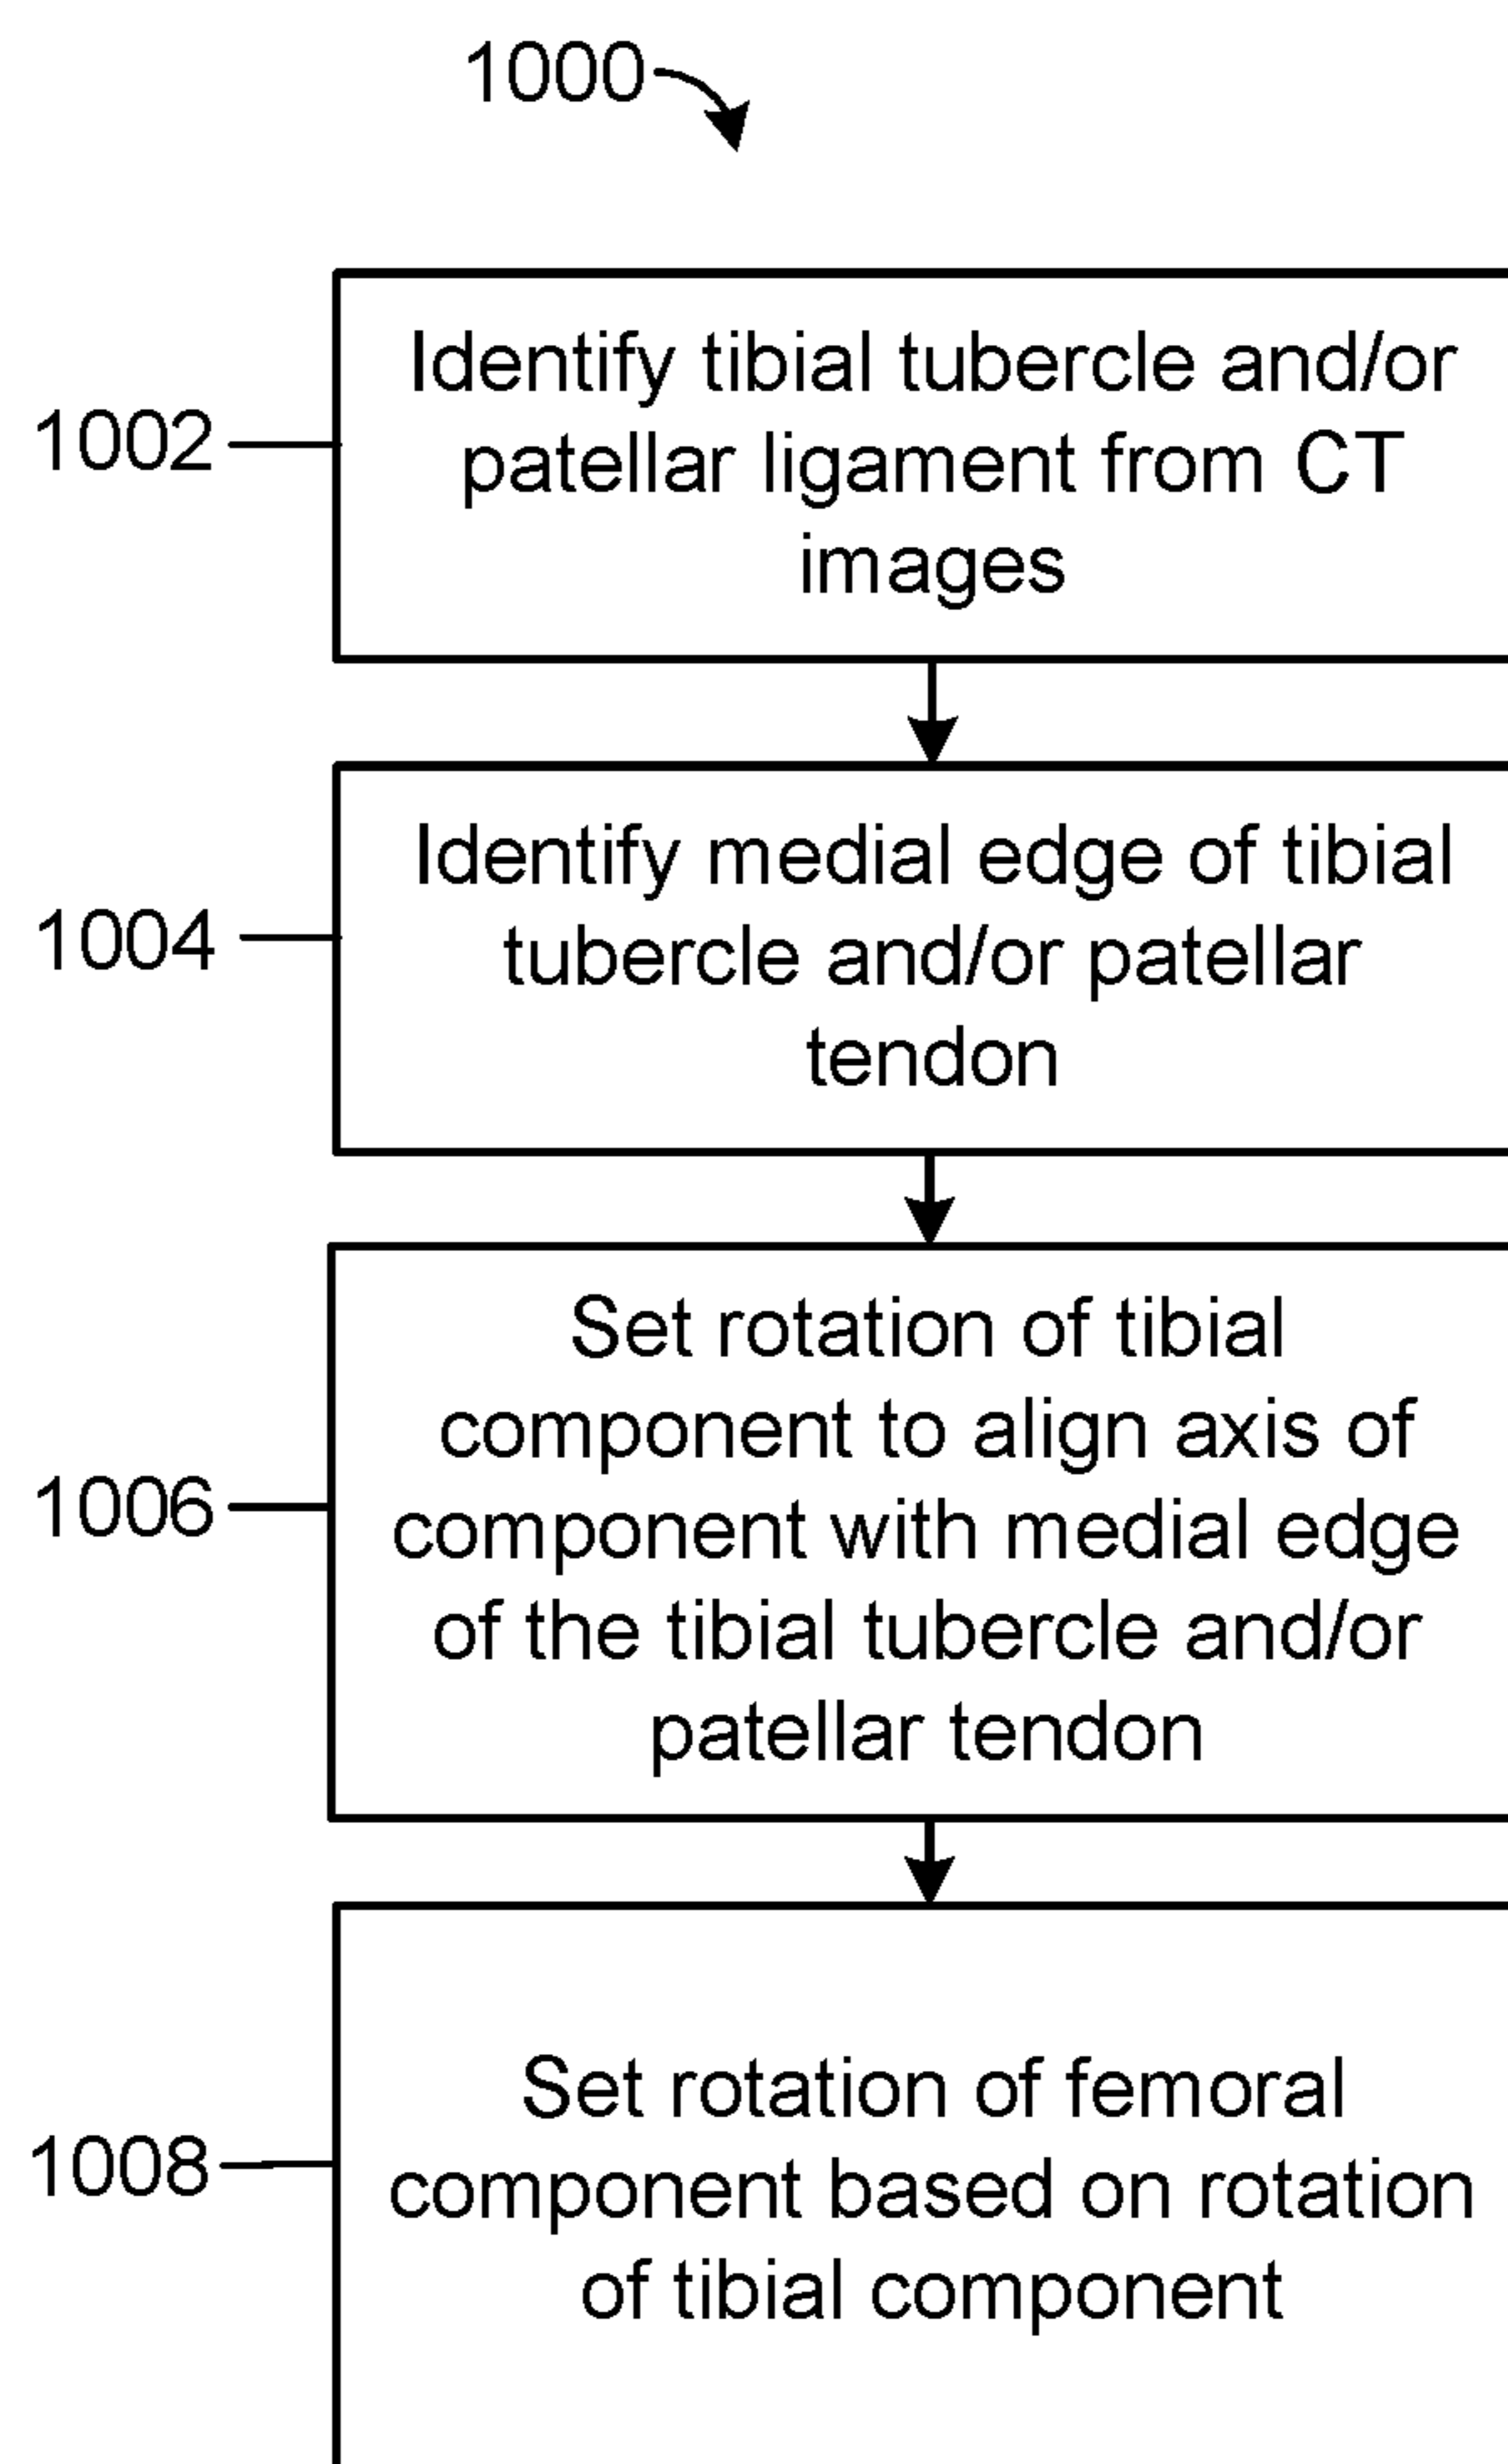 1000
Identify tibial tubercle and/or
patellar ligament from CT
images
1002
Identify medial edge of tibial
tubercle and/or patellar
tendon
1004
Set rotation of tibial
component to align axis of
component with medial edge
of the tibial tubercle and/or
patellar tendon
1006
Set rotation of femoral
component based on rotation
of tibial component
1008